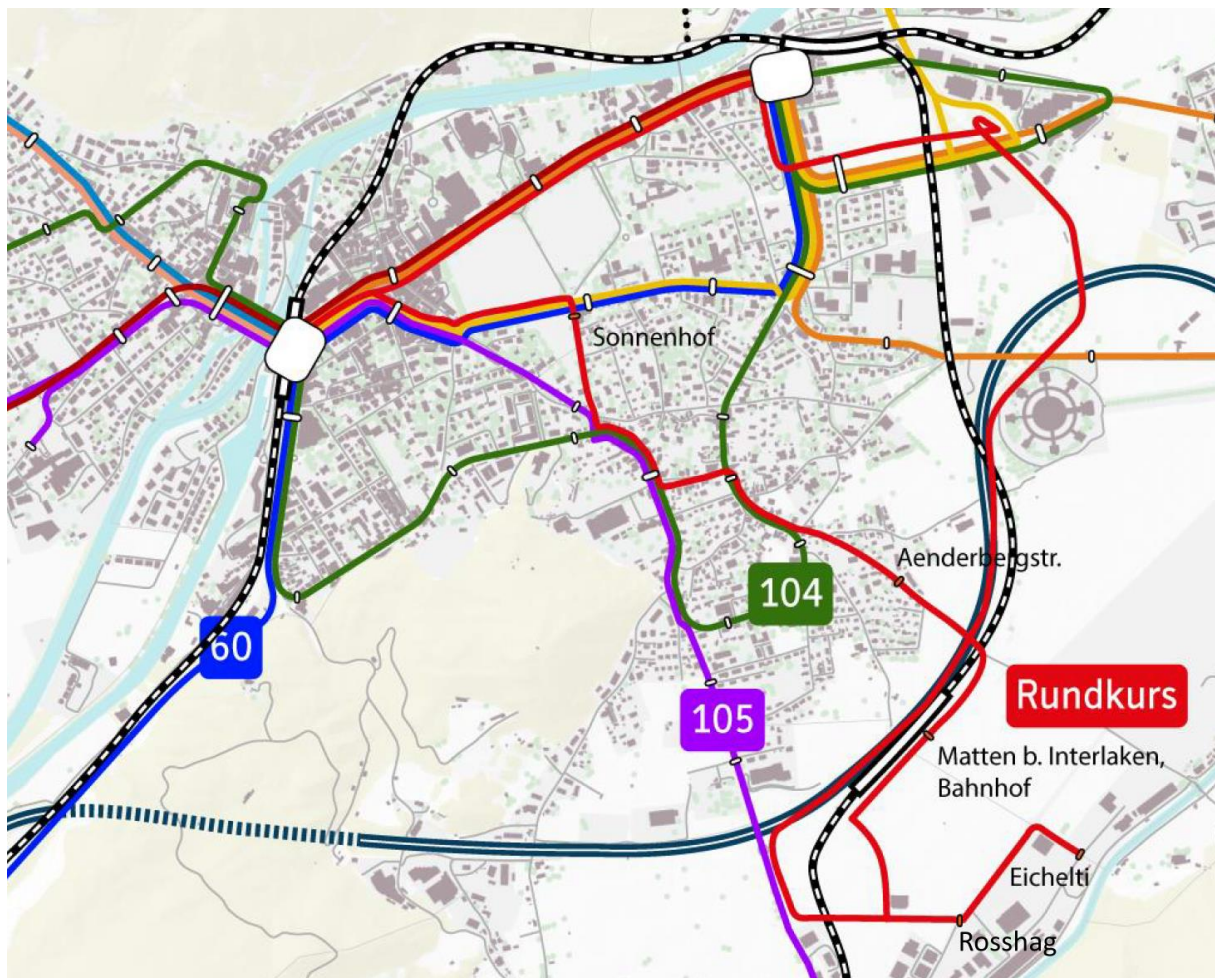 Sonnenhof
Aenderbergstr.
104
60
Rundkurs
105
Matten b. Interlaken,
Bahnhof
Eichelti
Rosshag